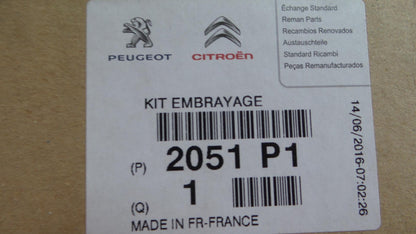 PEUGEOT
CITROËN
Échange Standard
Reman Parts
Recambios Renovados
Austauschteile
Standard Ricambi
Peças Remanufacturados
KIT EMBRAYAGE
(P) 2051 P1
(Q) 1
MADE IN FR-FRANCE
14/06/2016-07:02:26